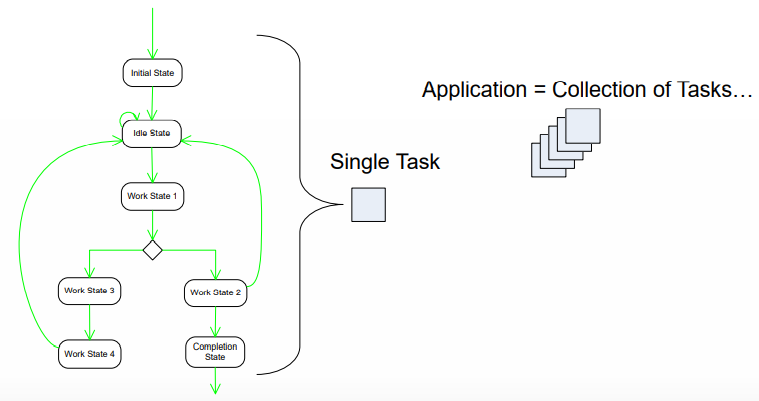 Initial State
Application = Collection of Tasks...
Idle State
Single Task
Work State 1
Work State 3
Work State 2
Work State 4
Completion
State